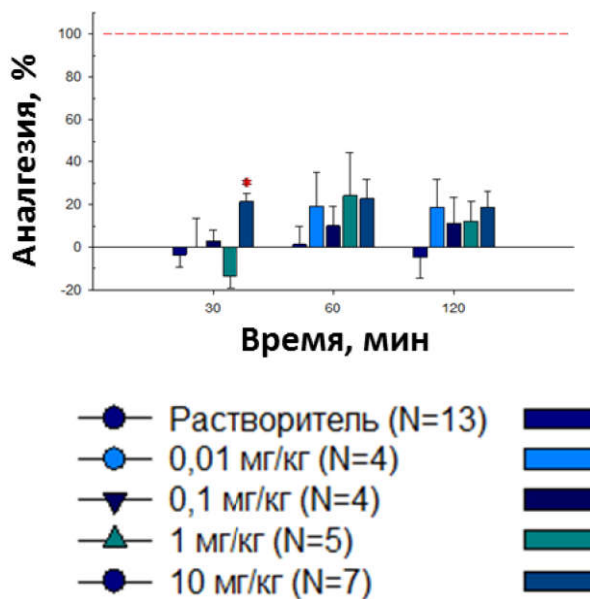 100
80
60
40
20
0
-20
Аналгезия, %
*
30 60 120
Время, мин
Растворитель (N=13)
0,01 мг/кг (N=4)
0,1 мг/кг (N=4)
1 мг/кг (N=5)
10 мг/кг (N=7)